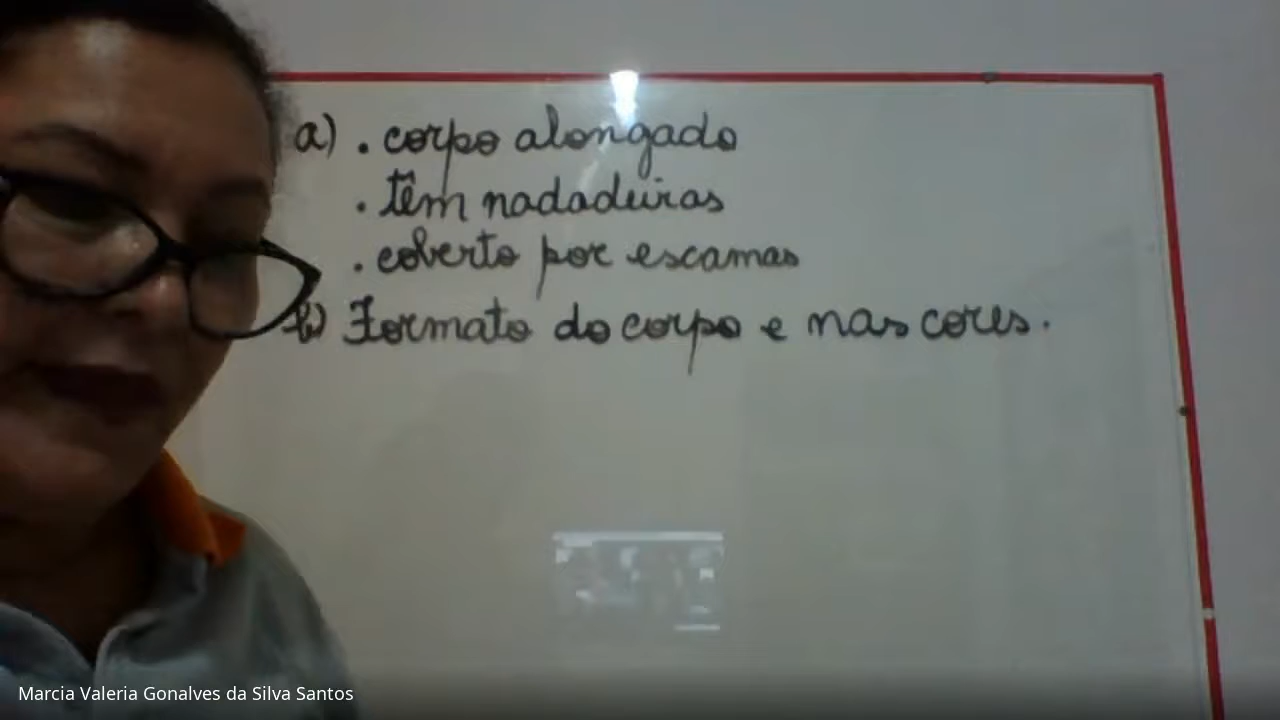 a) . corpo alongado
. têm nadadeiras
. coberto por escamas
b) Formato do corpo e nas cores.
Marcia Valeria Gonalves da Silva Santos